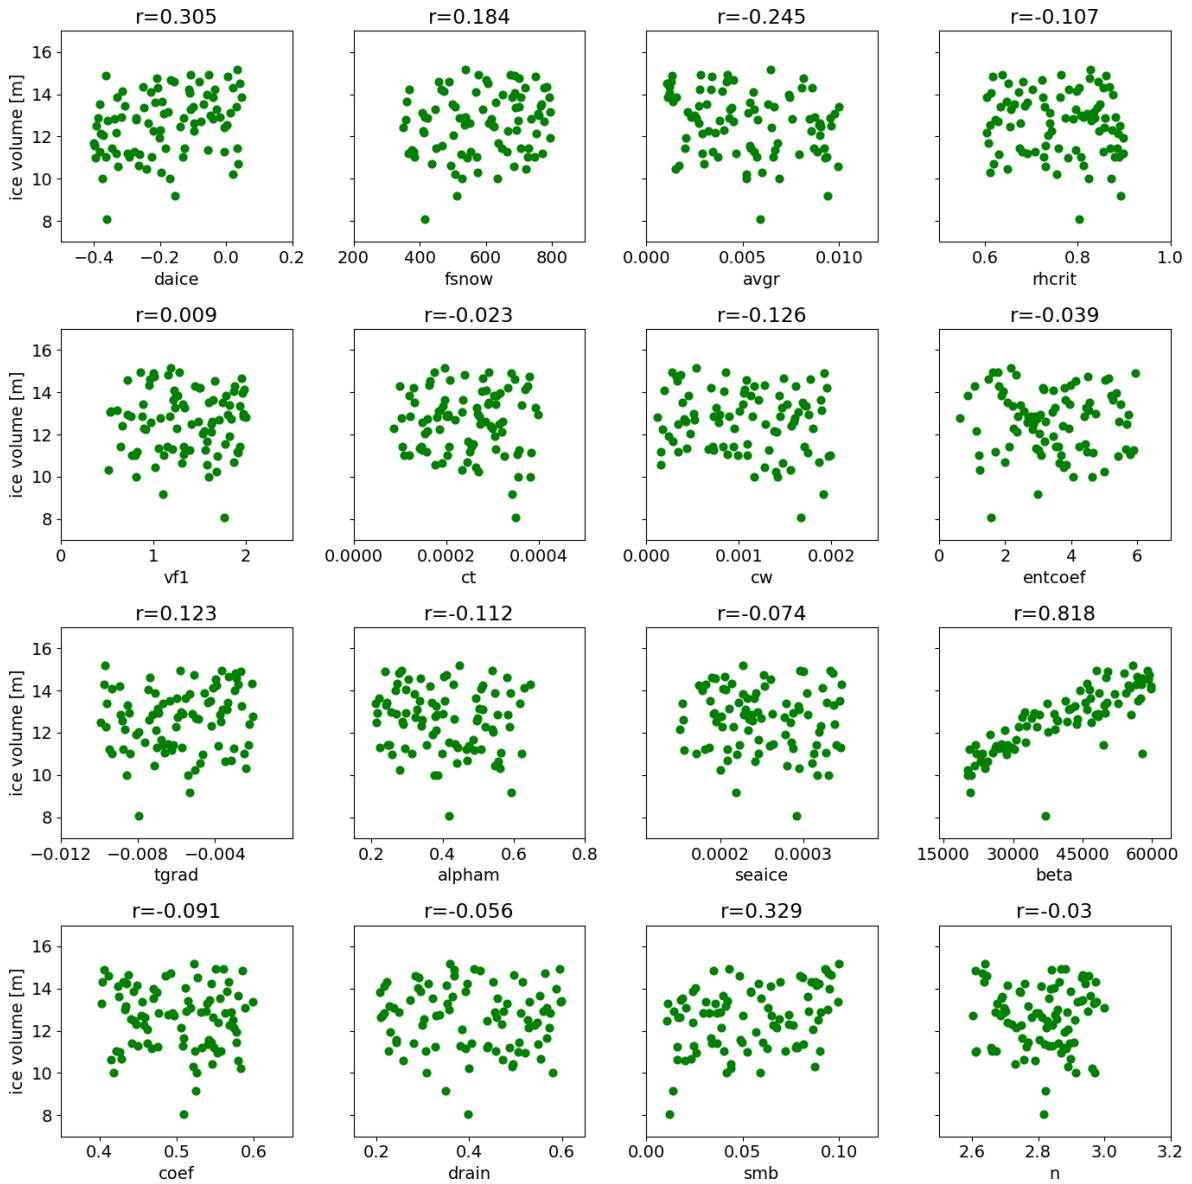 r=0.305 r=0.184 r=-0.245 r=-0.107
16
14
12
10
8
ice volume [m]
−0.4 −0.2 0.0 0.2 200 400 600 800 0.000 0.005 0.010 0.6 0.8 1.0
daice fsnow avgr rhcrit
r=0.009 r=-0.023 r=-0.126 r=-0.039
16
14
12
10
8
ice volume [m]
0 1 2 0.0000 0.0002 0.0004 0.000 0.001 0.002 0 2 4 6
vf1 ct cw entcoef
r=0.123 r=-0.112 r=-0.074 r=0.818
16
14
12
10
8
ice volume [m]
−0.012 −0.008 −0.004 0.2 0.4 0.6 0.8 0.0002 0.0003 15000 30000 45000 60000
tgrad alpham seaice beta
r=-0.091 r=-0.056 r=0.329 r=-0.03
16
14
12
10
8
ice volume [m]
0.4 0.5 0.6 0.2 0.4 0.6 0.00 0.05 0.10 2.6 2.8 3.0 3.2
coef drain smb n